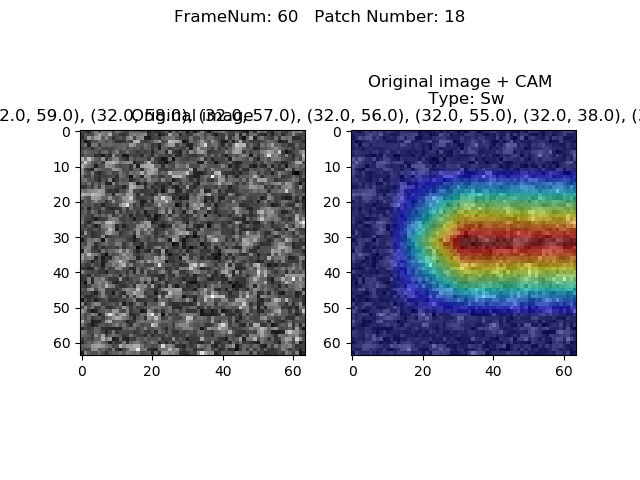 FrameNum: 60   Patch Number: 18
Original image + CAM
Type: Sw
2.0, 59.0), (32.0, 58.0), (32.0, 57.0), (32.0, 56.0), (32.0, 55.0), (32.0, 38.0), (3
Original image
0
10
20
30
40
50
60
0 20 40 60
0
10
20
30
40
50
60
0 20 40 60